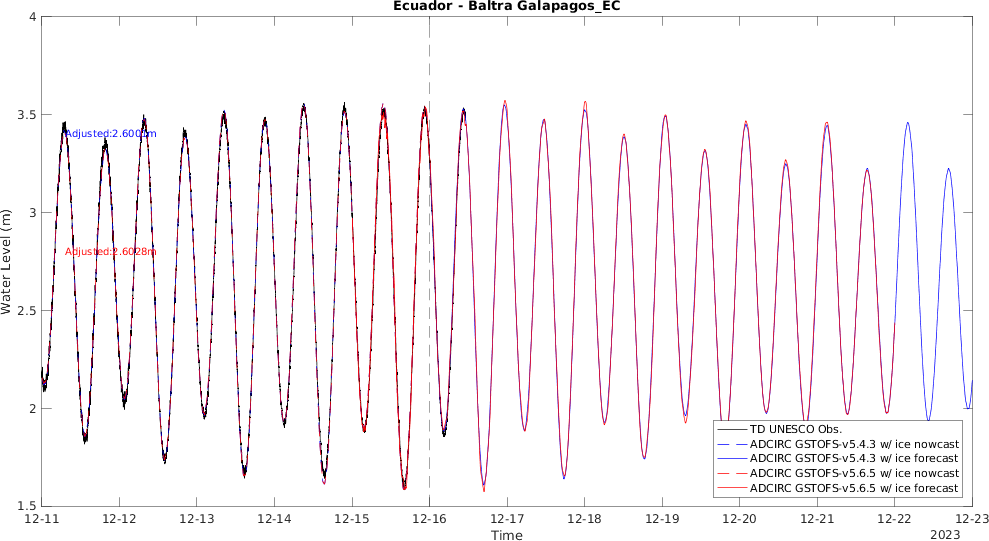 Ecuador - Baltra Galapagos_EC
Water Level (m)
4
3.5
3
2.5
2
1.5
Adjusted:2.6001m
Adjusted:2.6028m
TD UNESCO Obs.
ADCIRC GSTOFS-v5.4.3 w/ ice nowcast
ADCIRC GSTOFS-v5.4.3 w/ ice forecast
ADCIRC GSTOFS-v5.6.5 w/ ice nowcast
ADCIRC GSTOFS-v5.6.5 w/ ice forecast
12-11 12-12 12-13 12-14 12-15 12-16 12-17 12-18 12-19 12-20 12-21 12-22 12-23
Time
2023